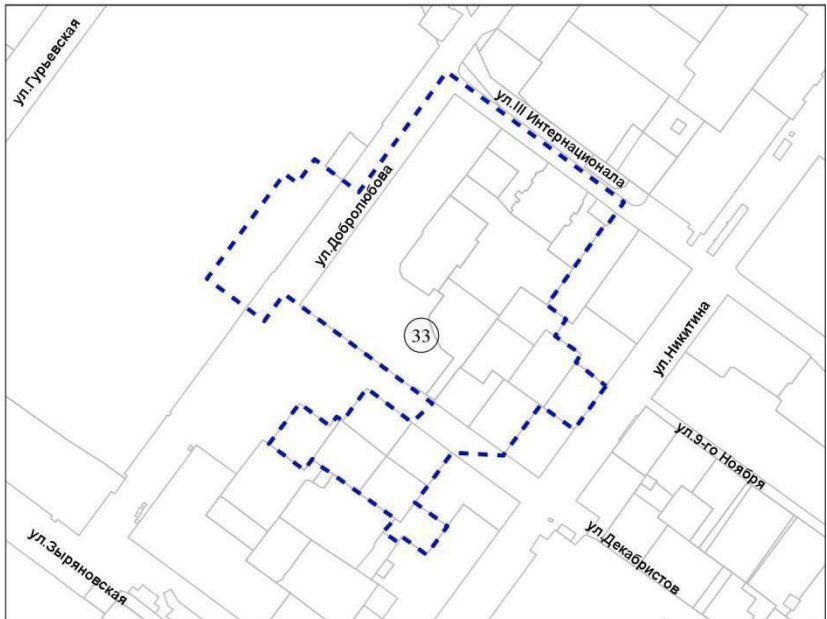 ул.Гурьевская
ул.III Интернационала
ул.Добролюбова
33
ул.Никитина
ул.9-го Ноября
ул.Зыряновская
ул.Декабристов